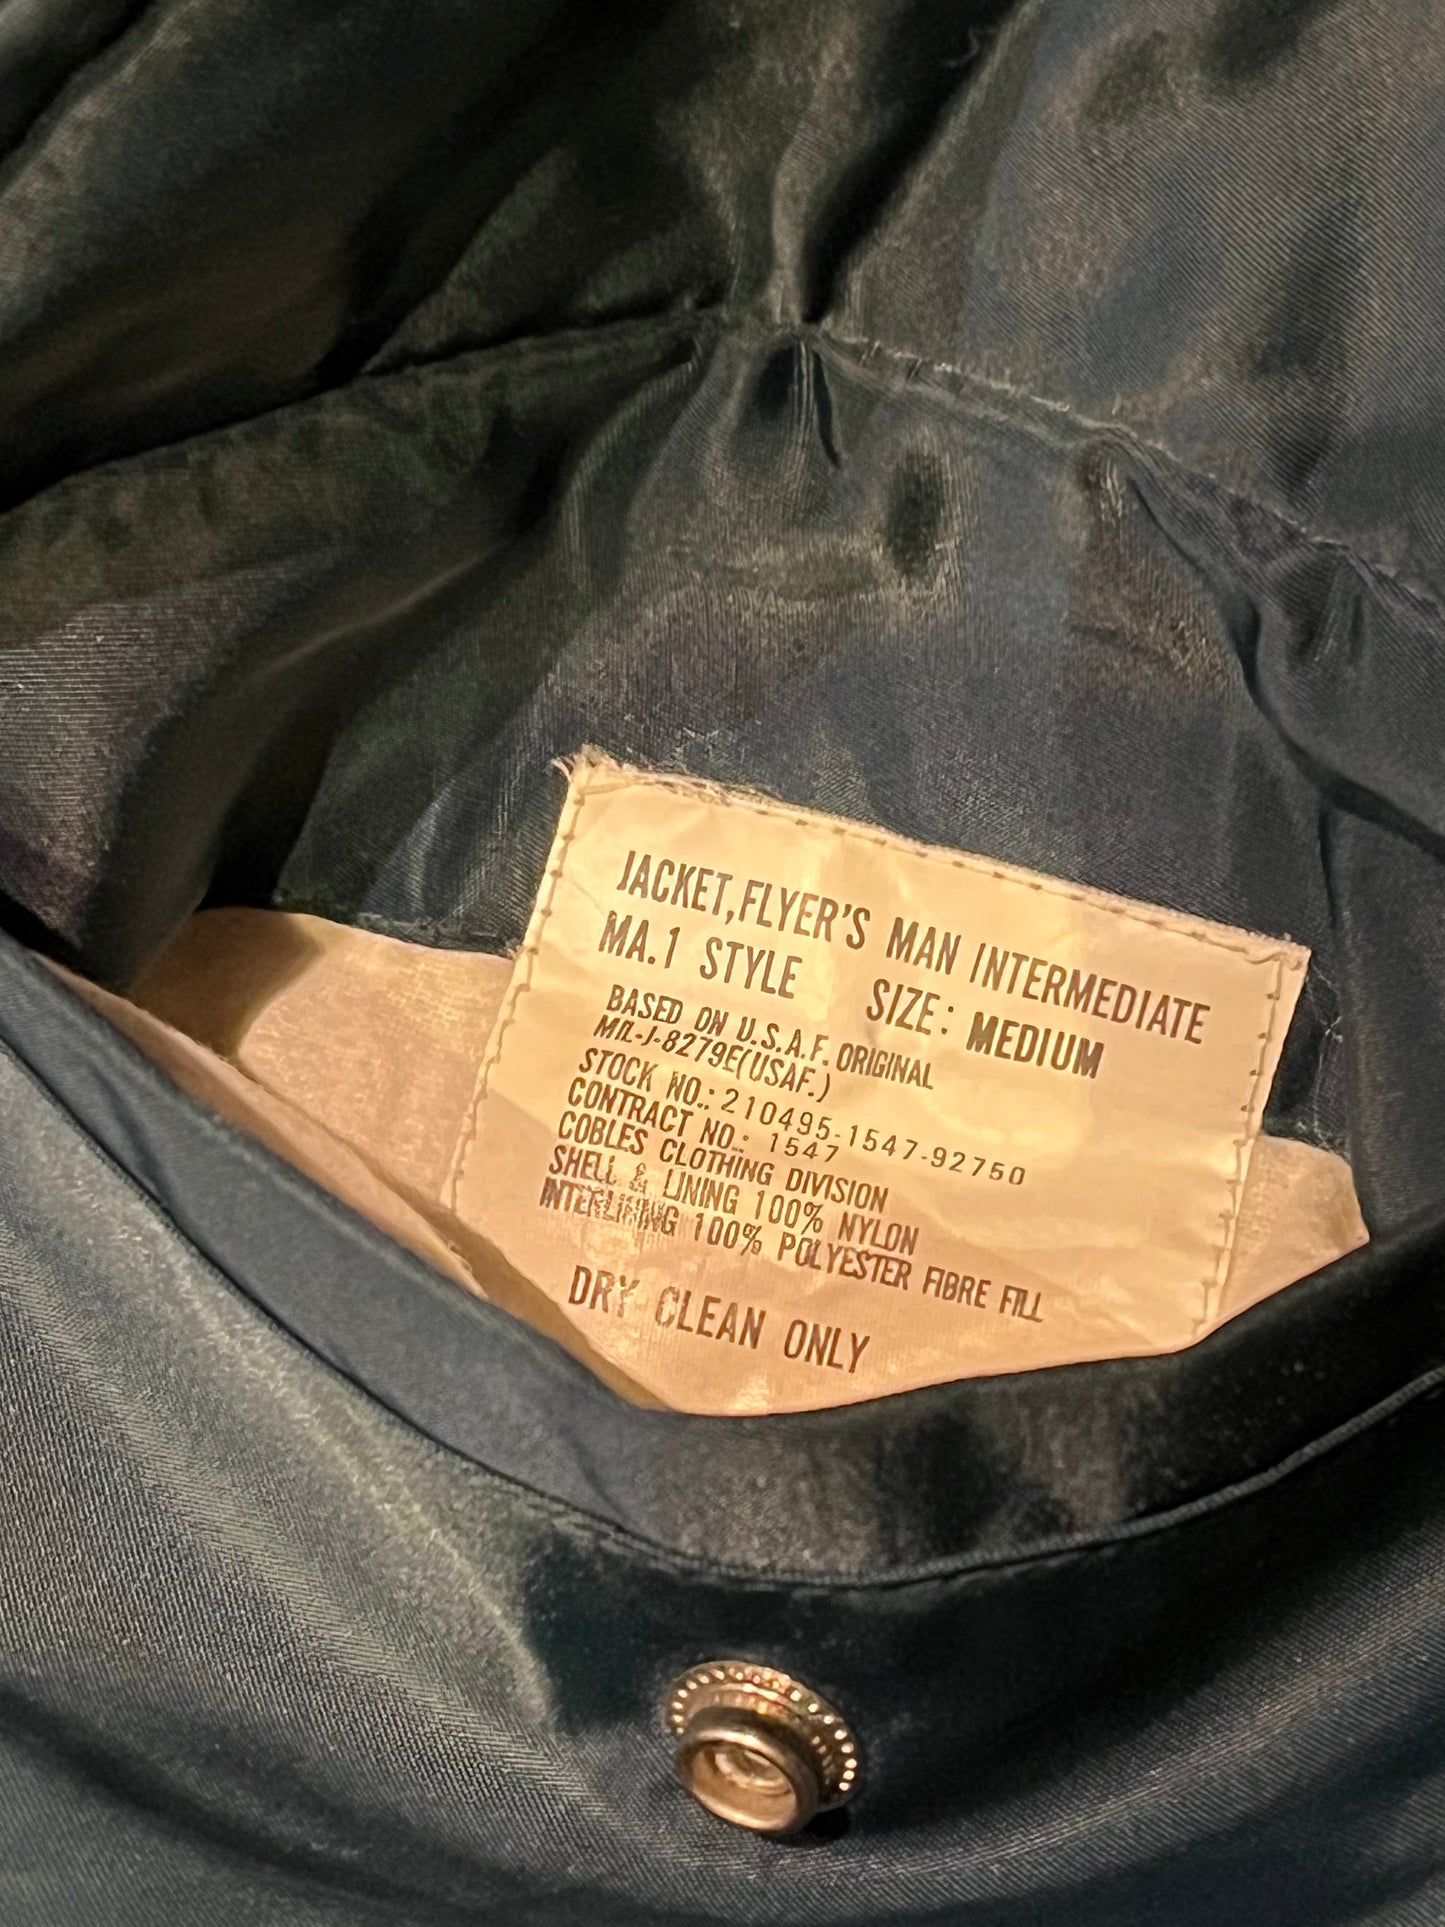 JACKET,FLYER'S MAN INTERMEDIATE
MA.1 STYLE SIZE: MEDIUM
BASED ON U.S.A.F. ORIGINAL
MIL-J-8279E(USAF.)
STOCK NO.: 210495-1547-92750
CONTRACT NO.: 1547
COBLES CLOTHING DIVISION
SHELL & LINING 100% NYLON
INTERLINING 100% POLYESTER FIBRE FILL
DRY CLEAN ONLY